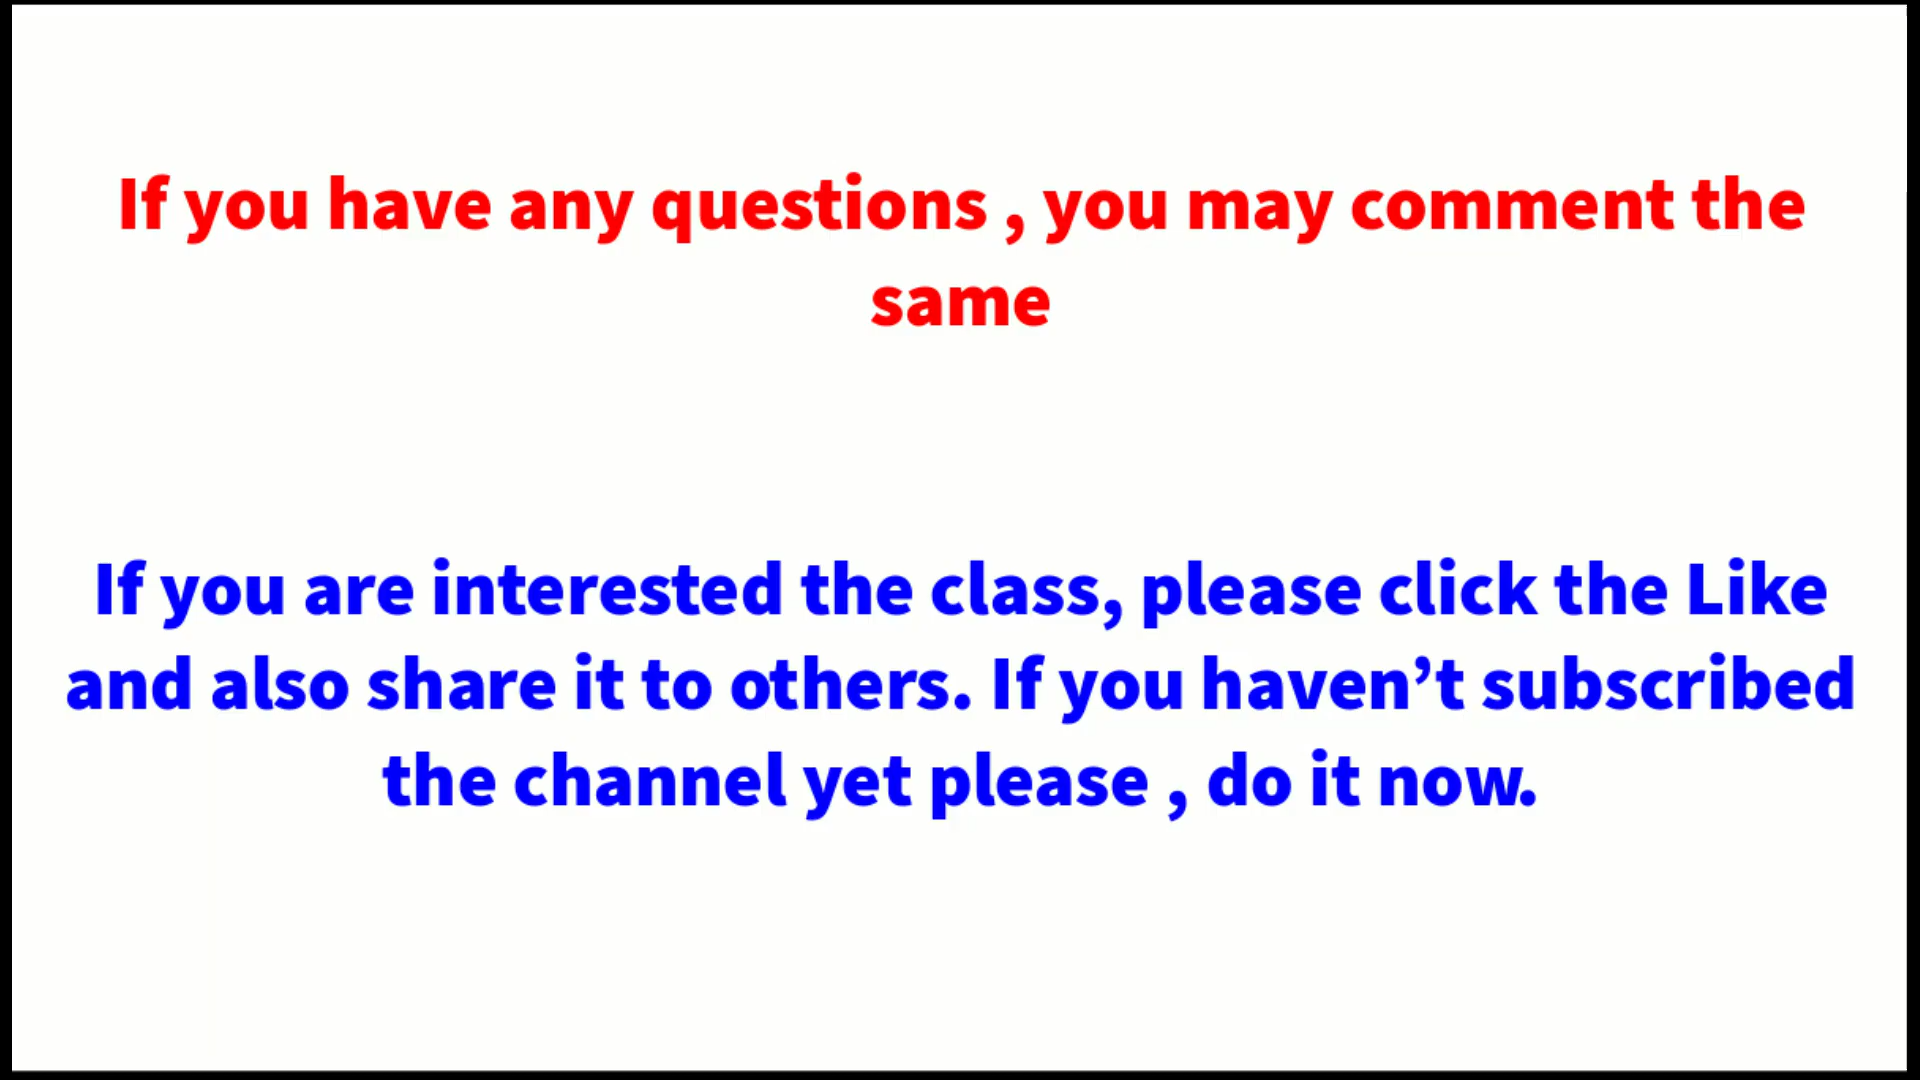 If you have any questions , you may comment the
same
If you are interested the class, please click the Like
and also share it to others. If you haven’t subscribed
the channel yet please , do it now.